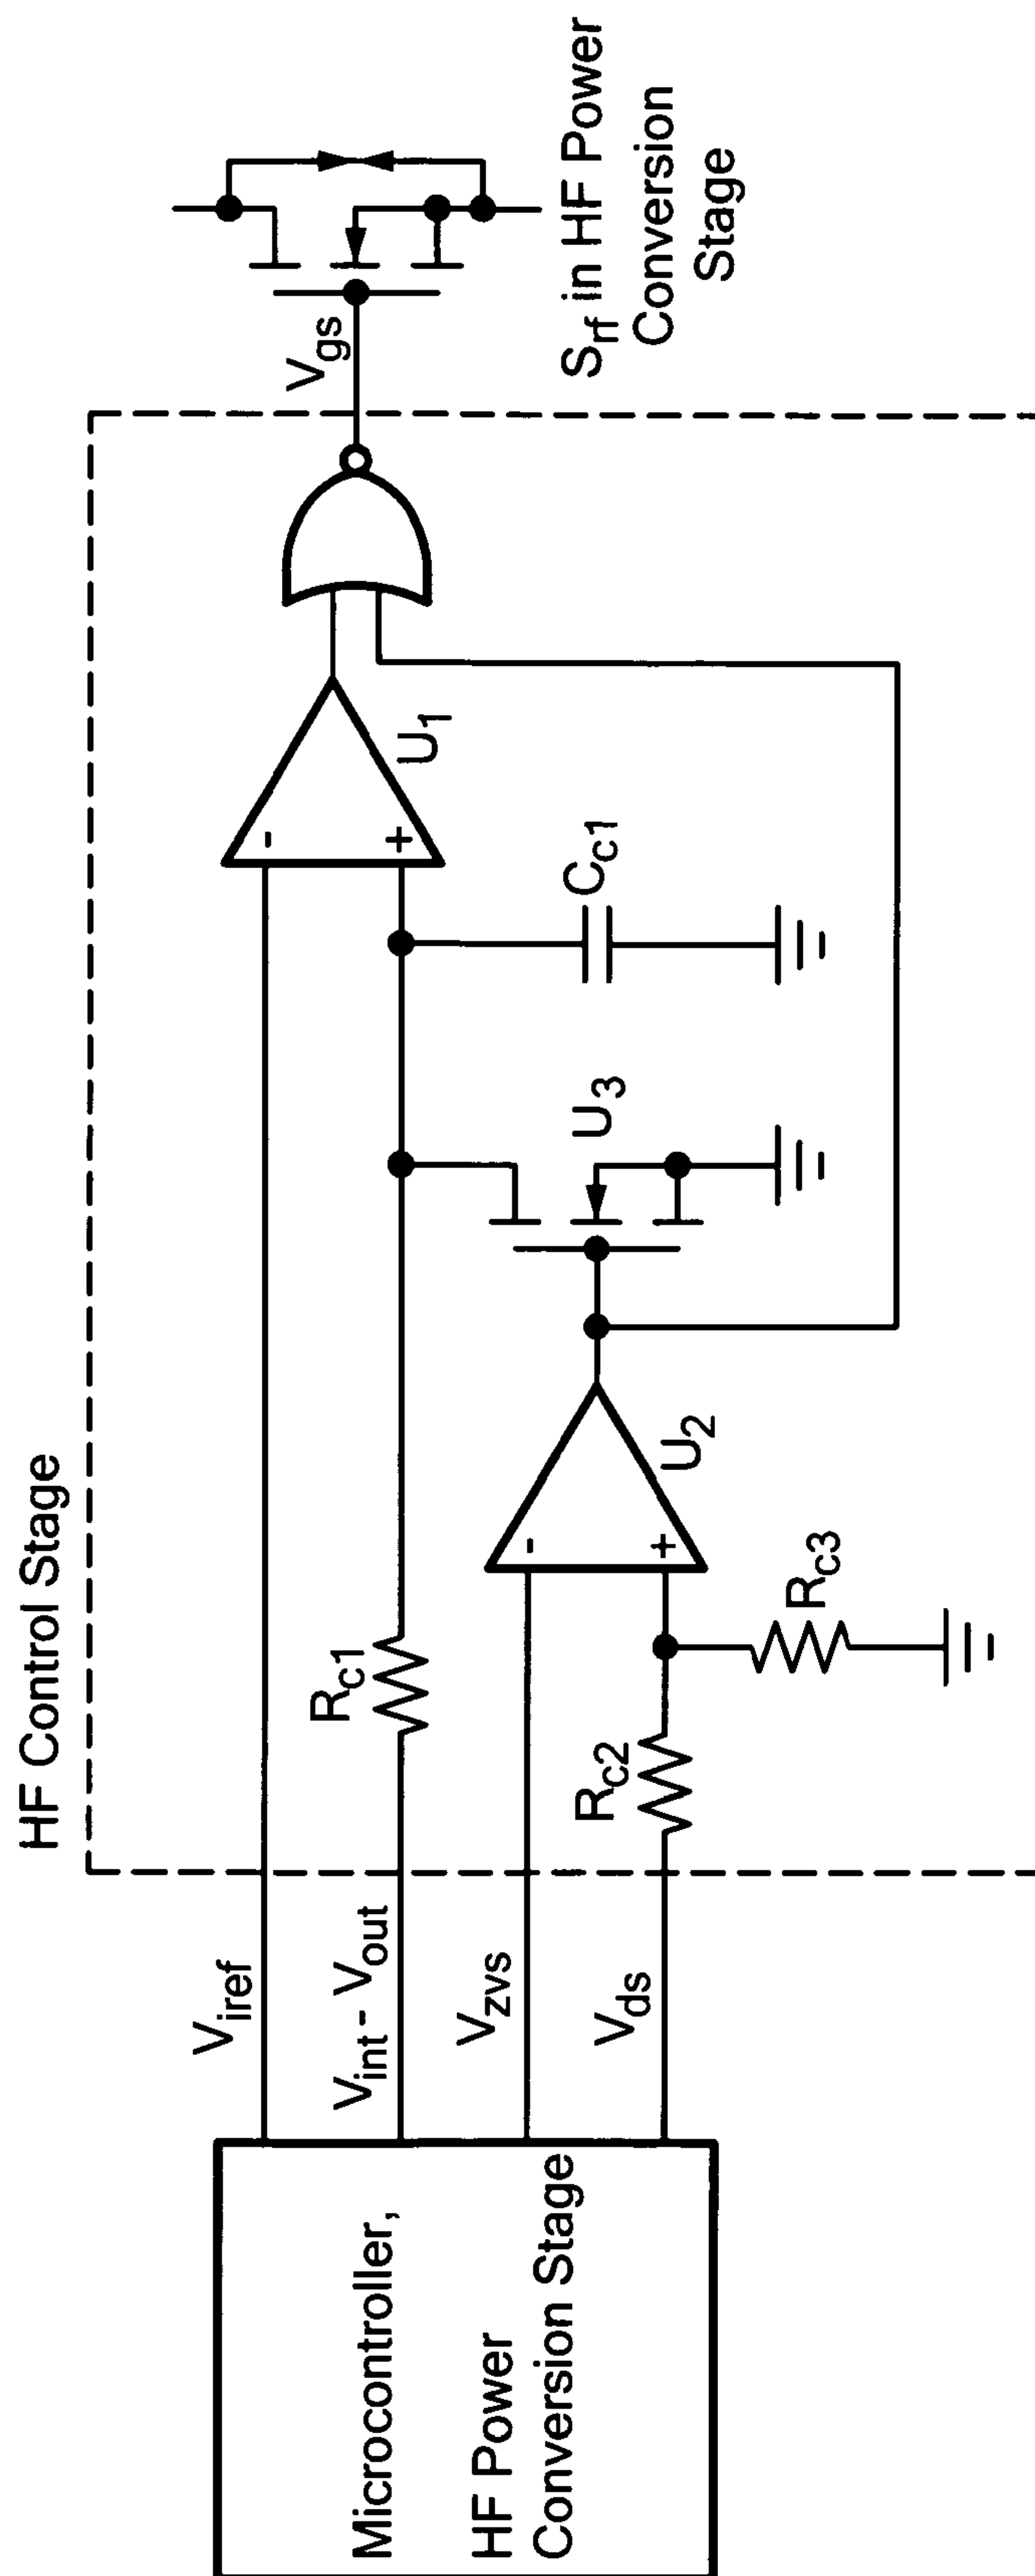 HF Control Stage
V_iref
V_int - V_out
V_zvs
V_ds
Microcontroller,
HF Power
Conversion Stage
R_c1
R_c2
R_c3
-
+
U_2
U_3
C_c1
-
+
U_1
V_gs
S_rf in HF Power
Conversion
Stage